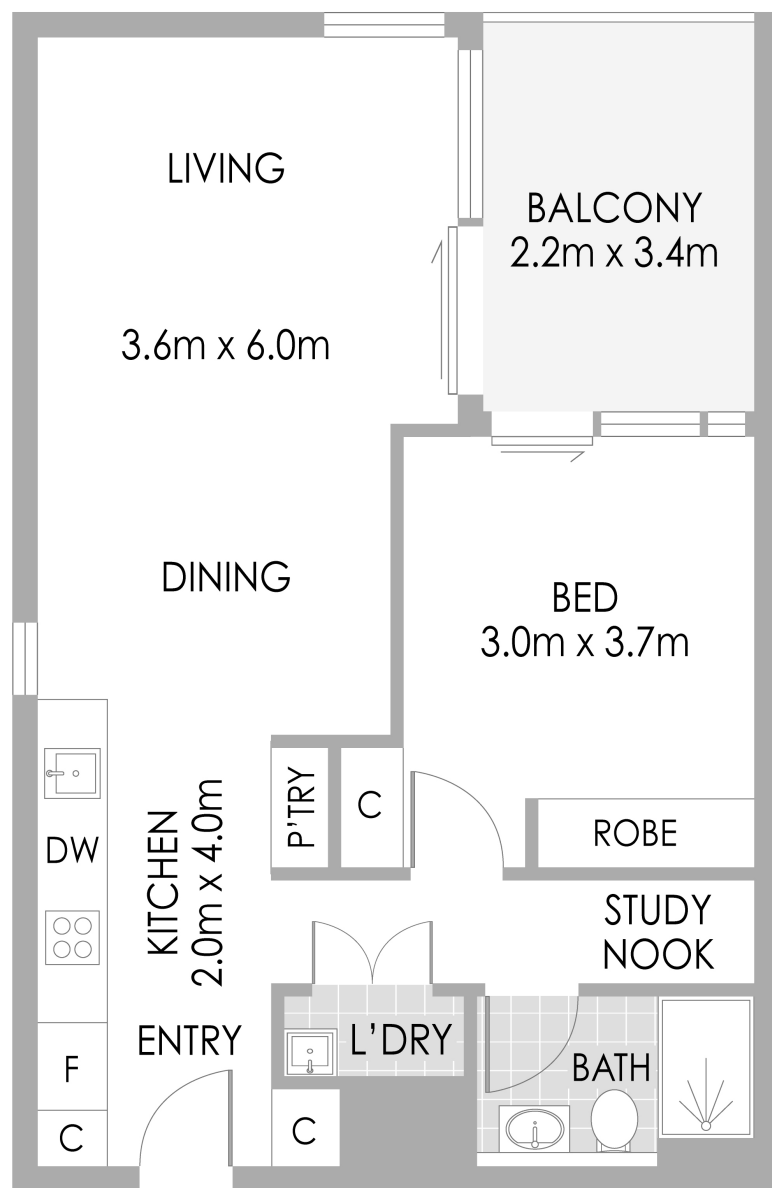 LIVING
3.6m x 6.0m
BALCONY
2.2m x 3.4m
DINING
BED
3.0m x 3.7m
P'TRY
C
ROBE
DW
KITCHEN
2.0m x 4.0m
STUDY
NOOK
ENTRY
L'DRY
BATH
F
C
C